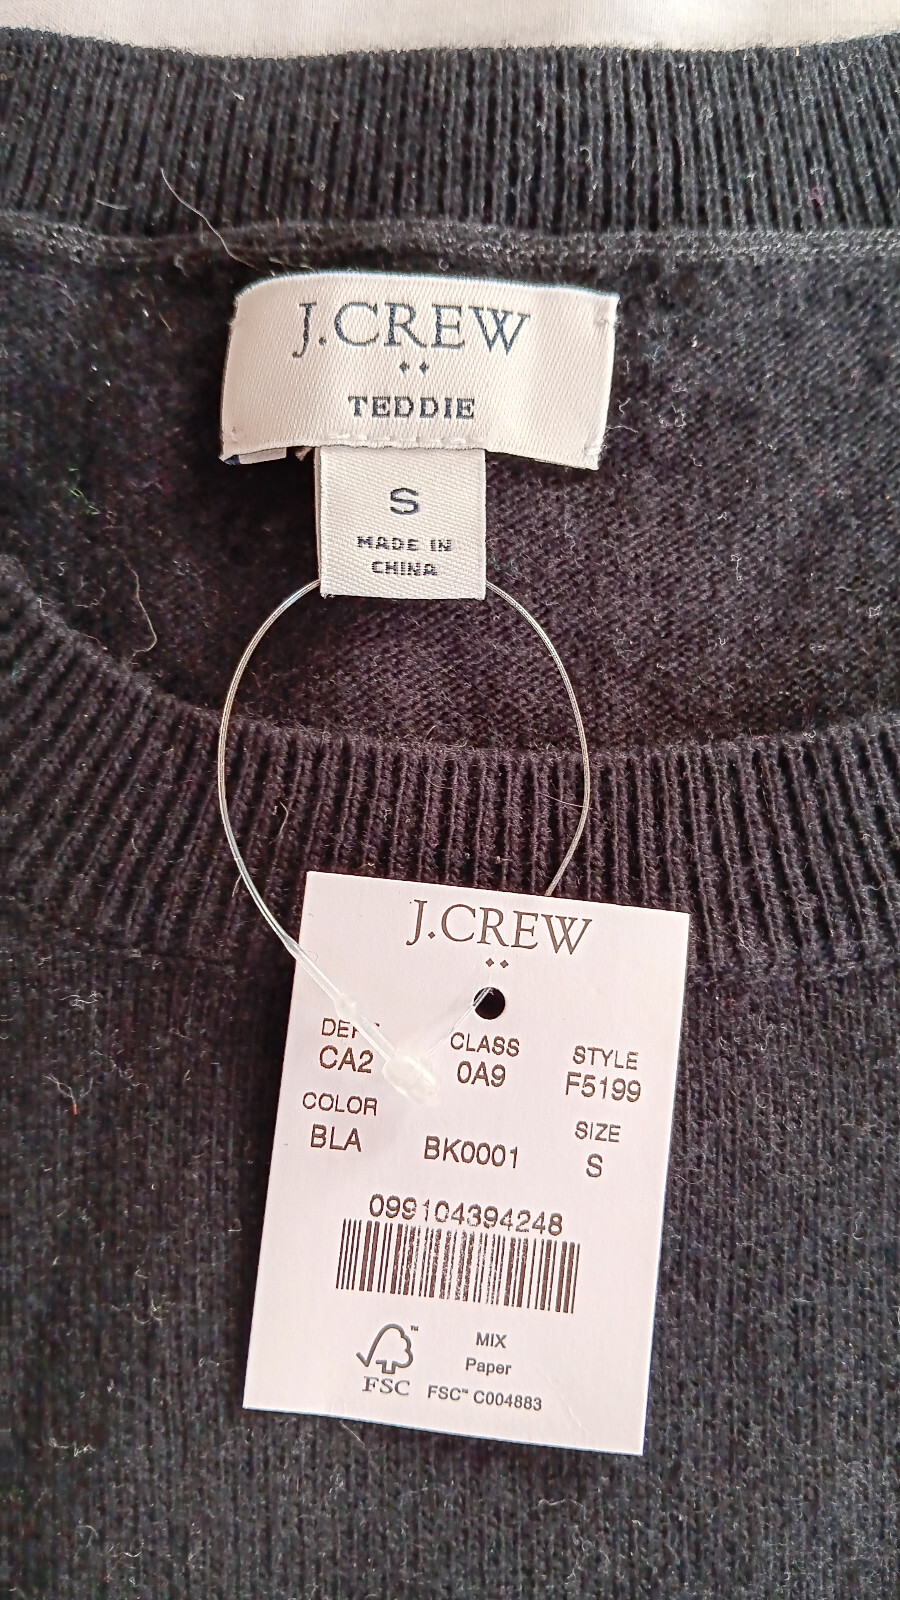 J.CREW
TEDDIE
S
MADE IN
CHINA
J.CREW
CLASS
STYLE
CA2
0A9
F5199
COLOR
SIZE
BLA
BK0001
S
099104394248
MIX
Paper
FSC
FSC™ C004883